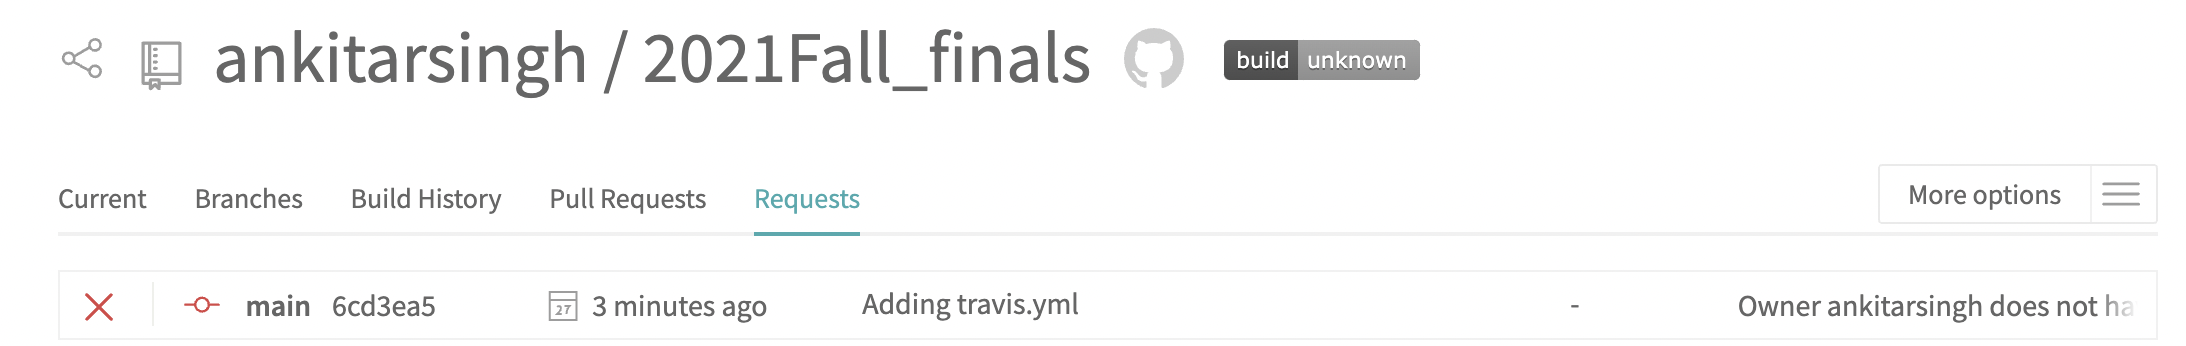 ankitarsingh / 2021Fall_finals build unknown
Current Branches Build History Pull Requests Requests More options
main 6cd3ea5 27 3 minutes ago Adding travis.yml - Owner ankitarsingh does not ha